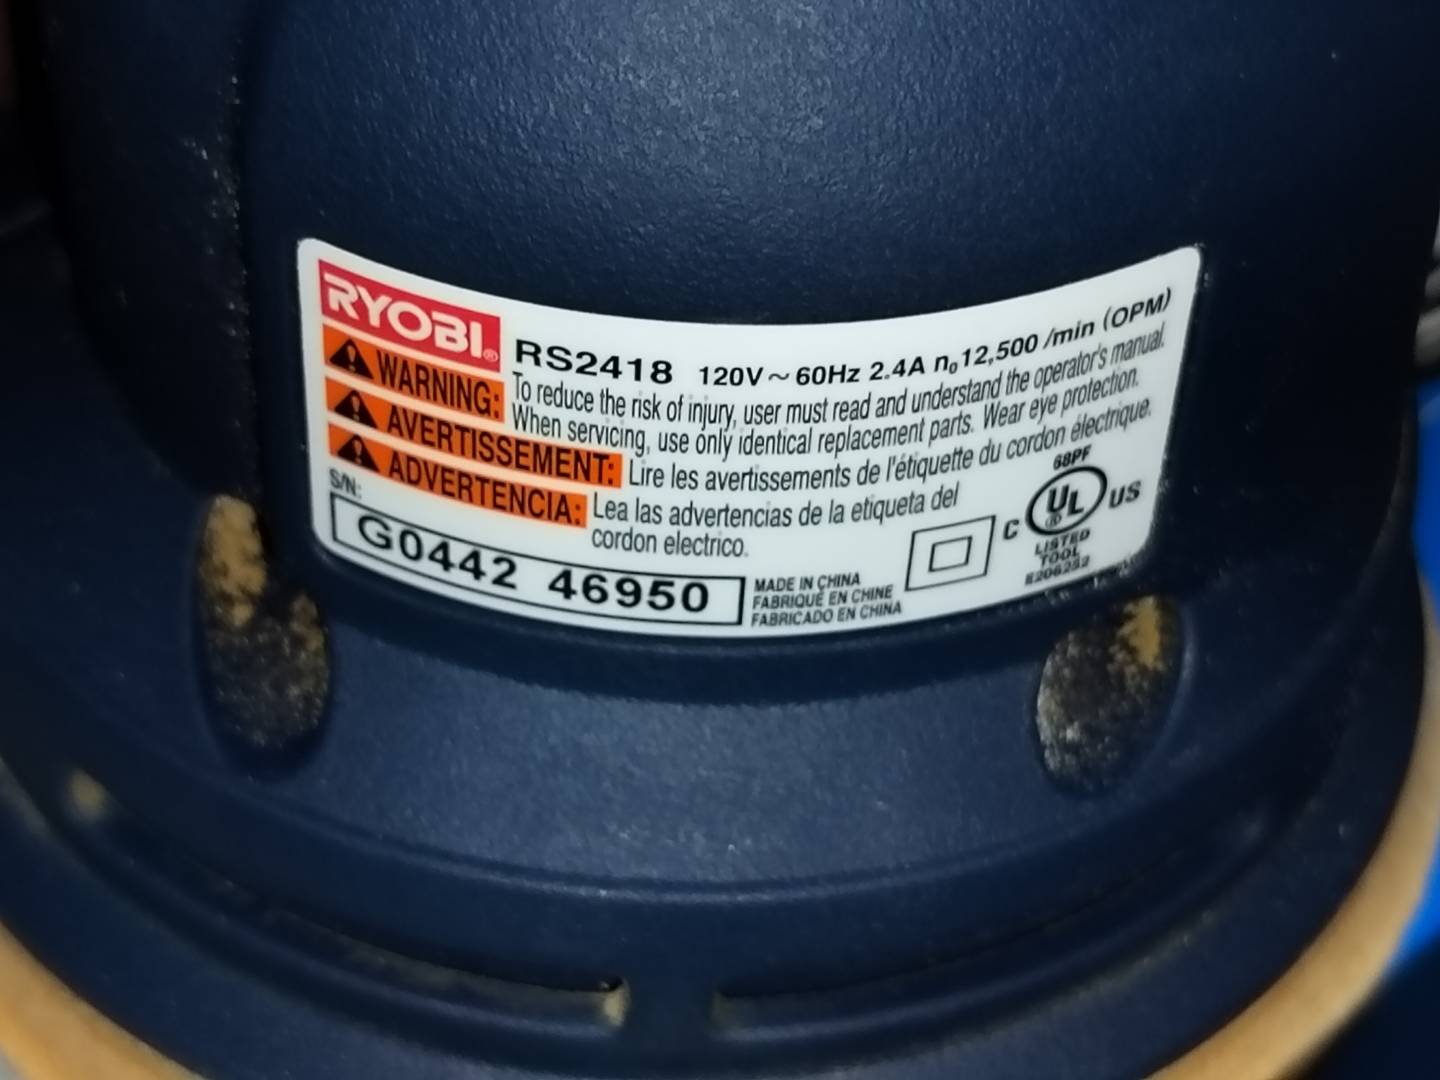 RYOBI®
RS2418 120V ~ 60Hz 2.4A n₀ 12,500 /min (OPM)
WARNING: To reduce the risk of injury, user must read and understand the operator's manual.
When servicing, use only identical replacement parts. Wear eye protection.
AVERTISSEMENT: Lire les avertissements de l'étiquette du cordon électrique.
ADVERTENCIA: Lea las advertencias de la etiqueta del
cordon electrico.
S/N:
G0442 46950
MADE IN CHINA
FABRIQUÉ EN CHINE
FABRICADO EN CHINA
68PF
C UL® US
LISTED
TOOL
E206252